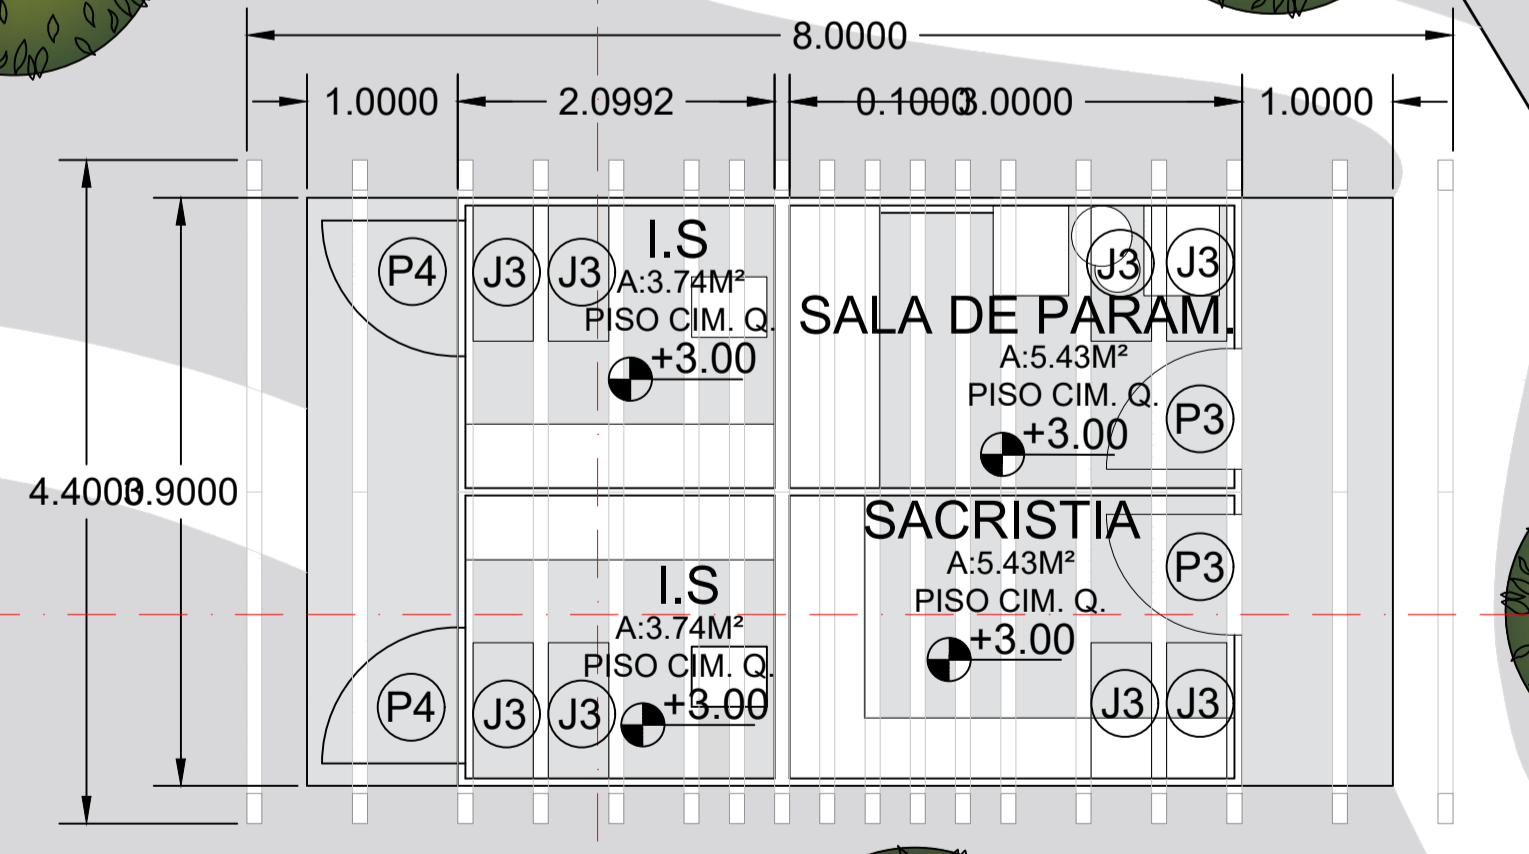 8.0000
1.0000
2.0992
0.1000
3.0000
1.0000
P4
J3
J3
I.S
A:3.74M²
PISO CIM. Q.
+3.00
J3
J3
SALA DE PARAM.
A:5.43M²
PISO CIM. Q.
+3.00
P3
4.4000
3.9000
SACRISTIA
A:5.43M²
PISO CIM. Q.
+3.00
P3
I.S
A:3.74M²
PISO CIM. Q.
+3.00
P4
J3
J3
J3
J3